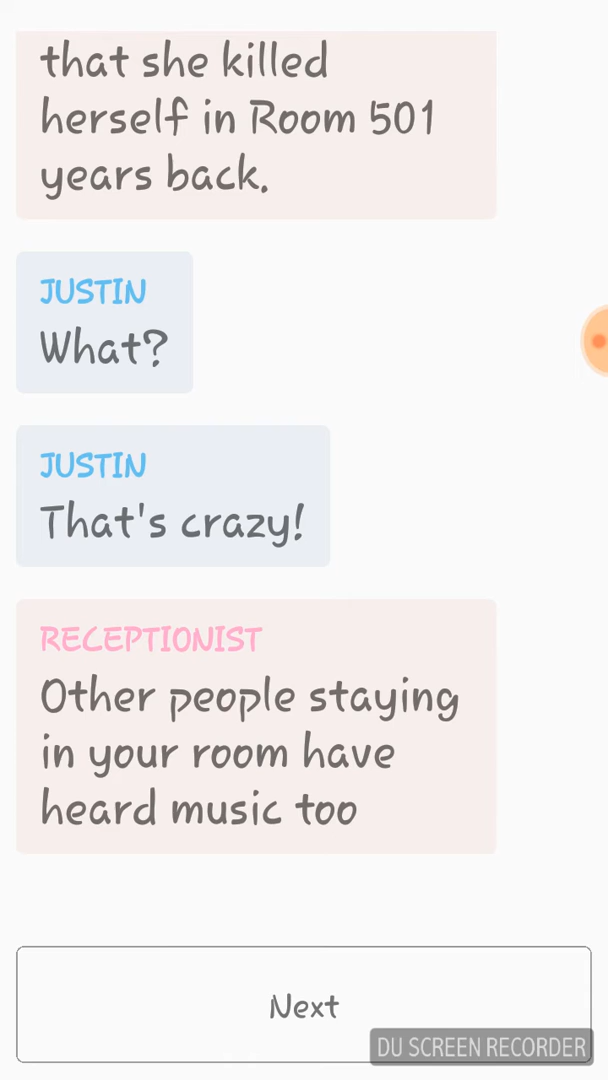 that she killed
herself in Room 501
years back.
JUSTIN
What?
JUSTIN
That's crazy!
RECEPTIONIST
Other people staying
in your room have
heard music too
Next
DU SCREEN RECORDER